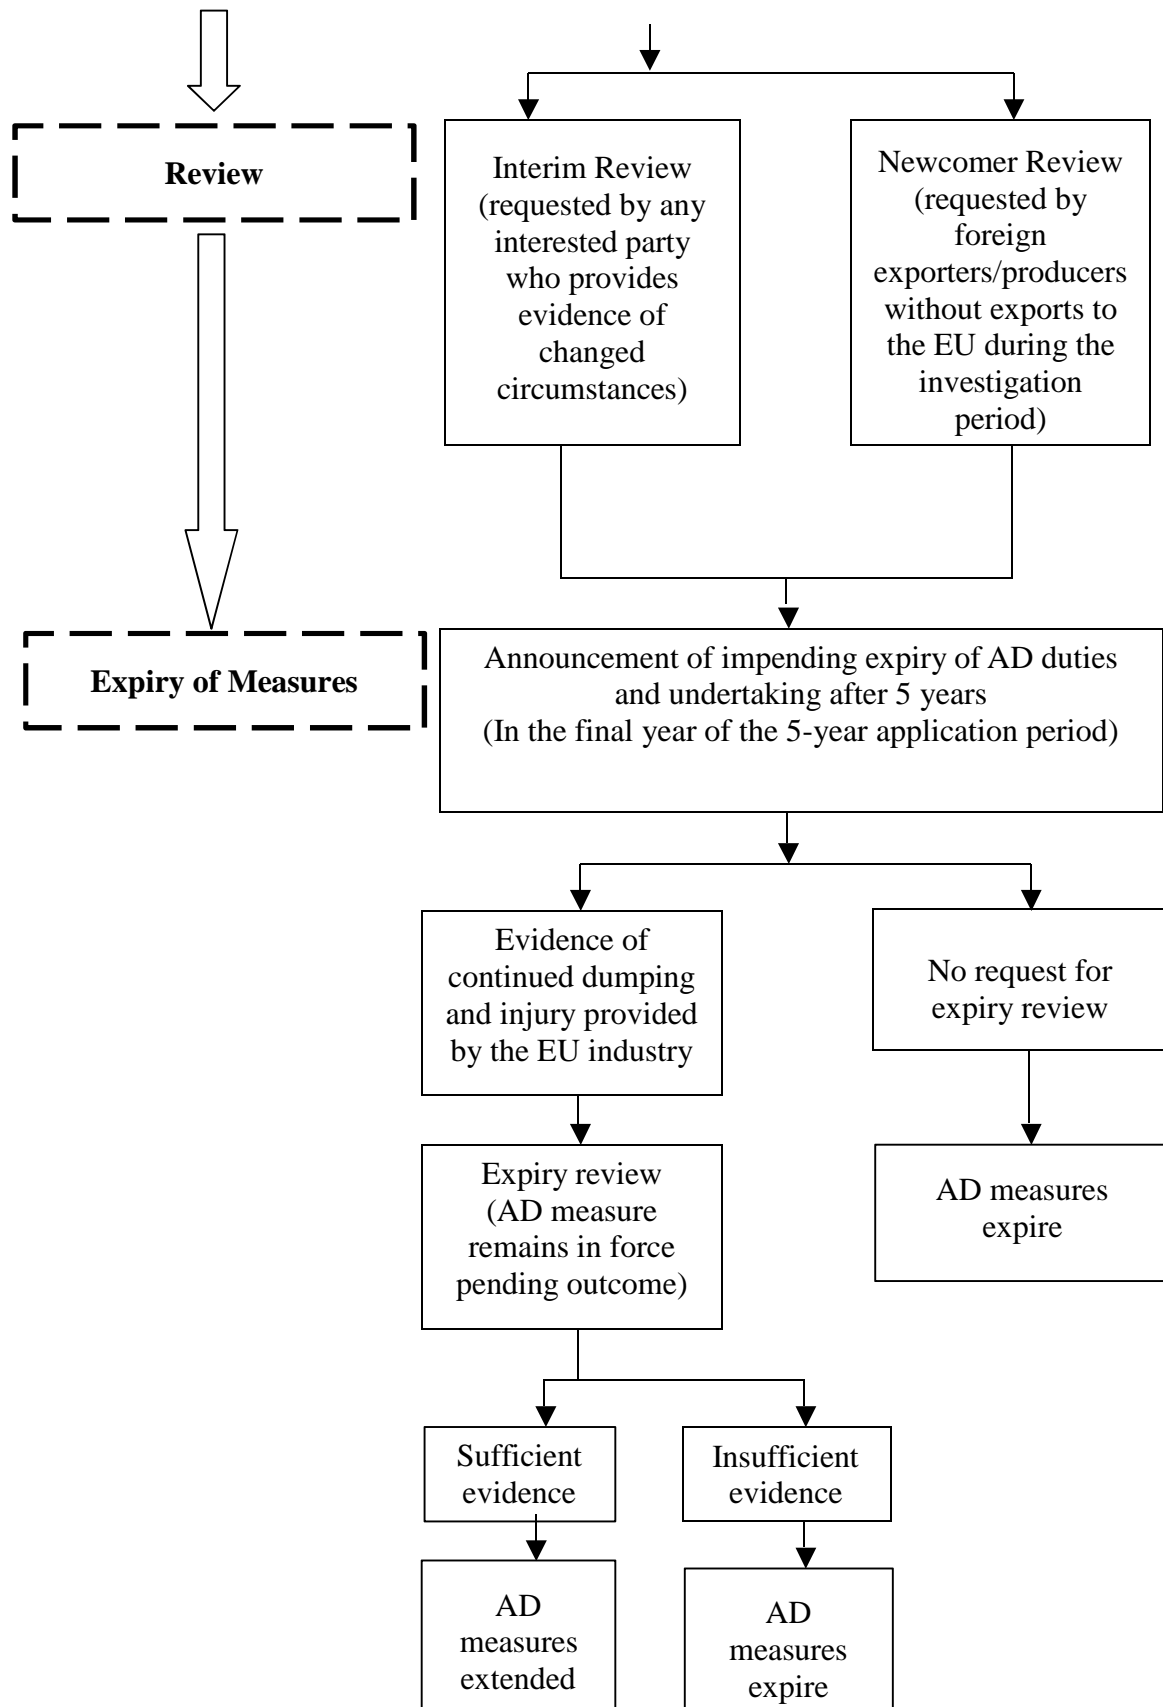 Review
Interim Review
(requested by any
interested party
who provides
evidence of
changed
circumstances)
Newcomer Review
(requested by
foreign
exporters/producers
without exports to
the EU during the
investigation
period)
Expiry of Measures
Announcement of impending expiry of AD duties
and undertaking after 5 years
(In the final year of the 5-year application period)
Evidence of
continued dumping
and injury provided
by the EU industry
No request for
expiry review
Expiry review
(AD measure
remains in force
pending outcome)
AD measures
expire
Sufficient
evidence
Insufficient
evidence
AD
measures
extended
AD
measures
expire